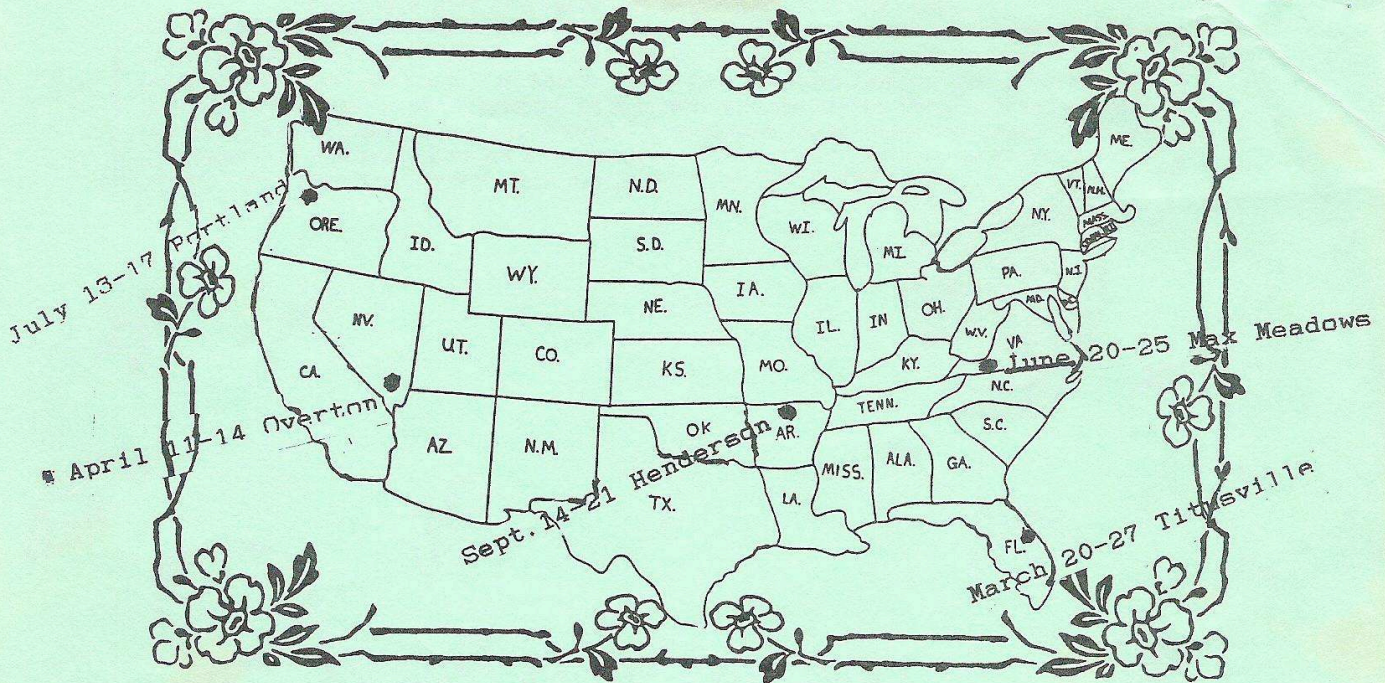 WA.
MT.
N.D.
MN.
ME.
VT.
N.H.
ORE.
ID.
S.D.
WI.
MI.
N.Y.
MASS.
WY.
PA.
N.J.
July 13-17 Portland
NE.
IA.
MD.
NV.
UT.
CO.
IL.
IN
OH.
W.V.
VA
CA.
KS.
MO.
KY.
June 20-25 Max Meadows
N.C.
TENN.
April 11-14 Overton
AZ
N.M.
OK
AR.
S.C.
MISS.
ALA.
GA.
Sept. 14-21 Henderson
TX.
LA.
FL.
March 20-27 Titusville